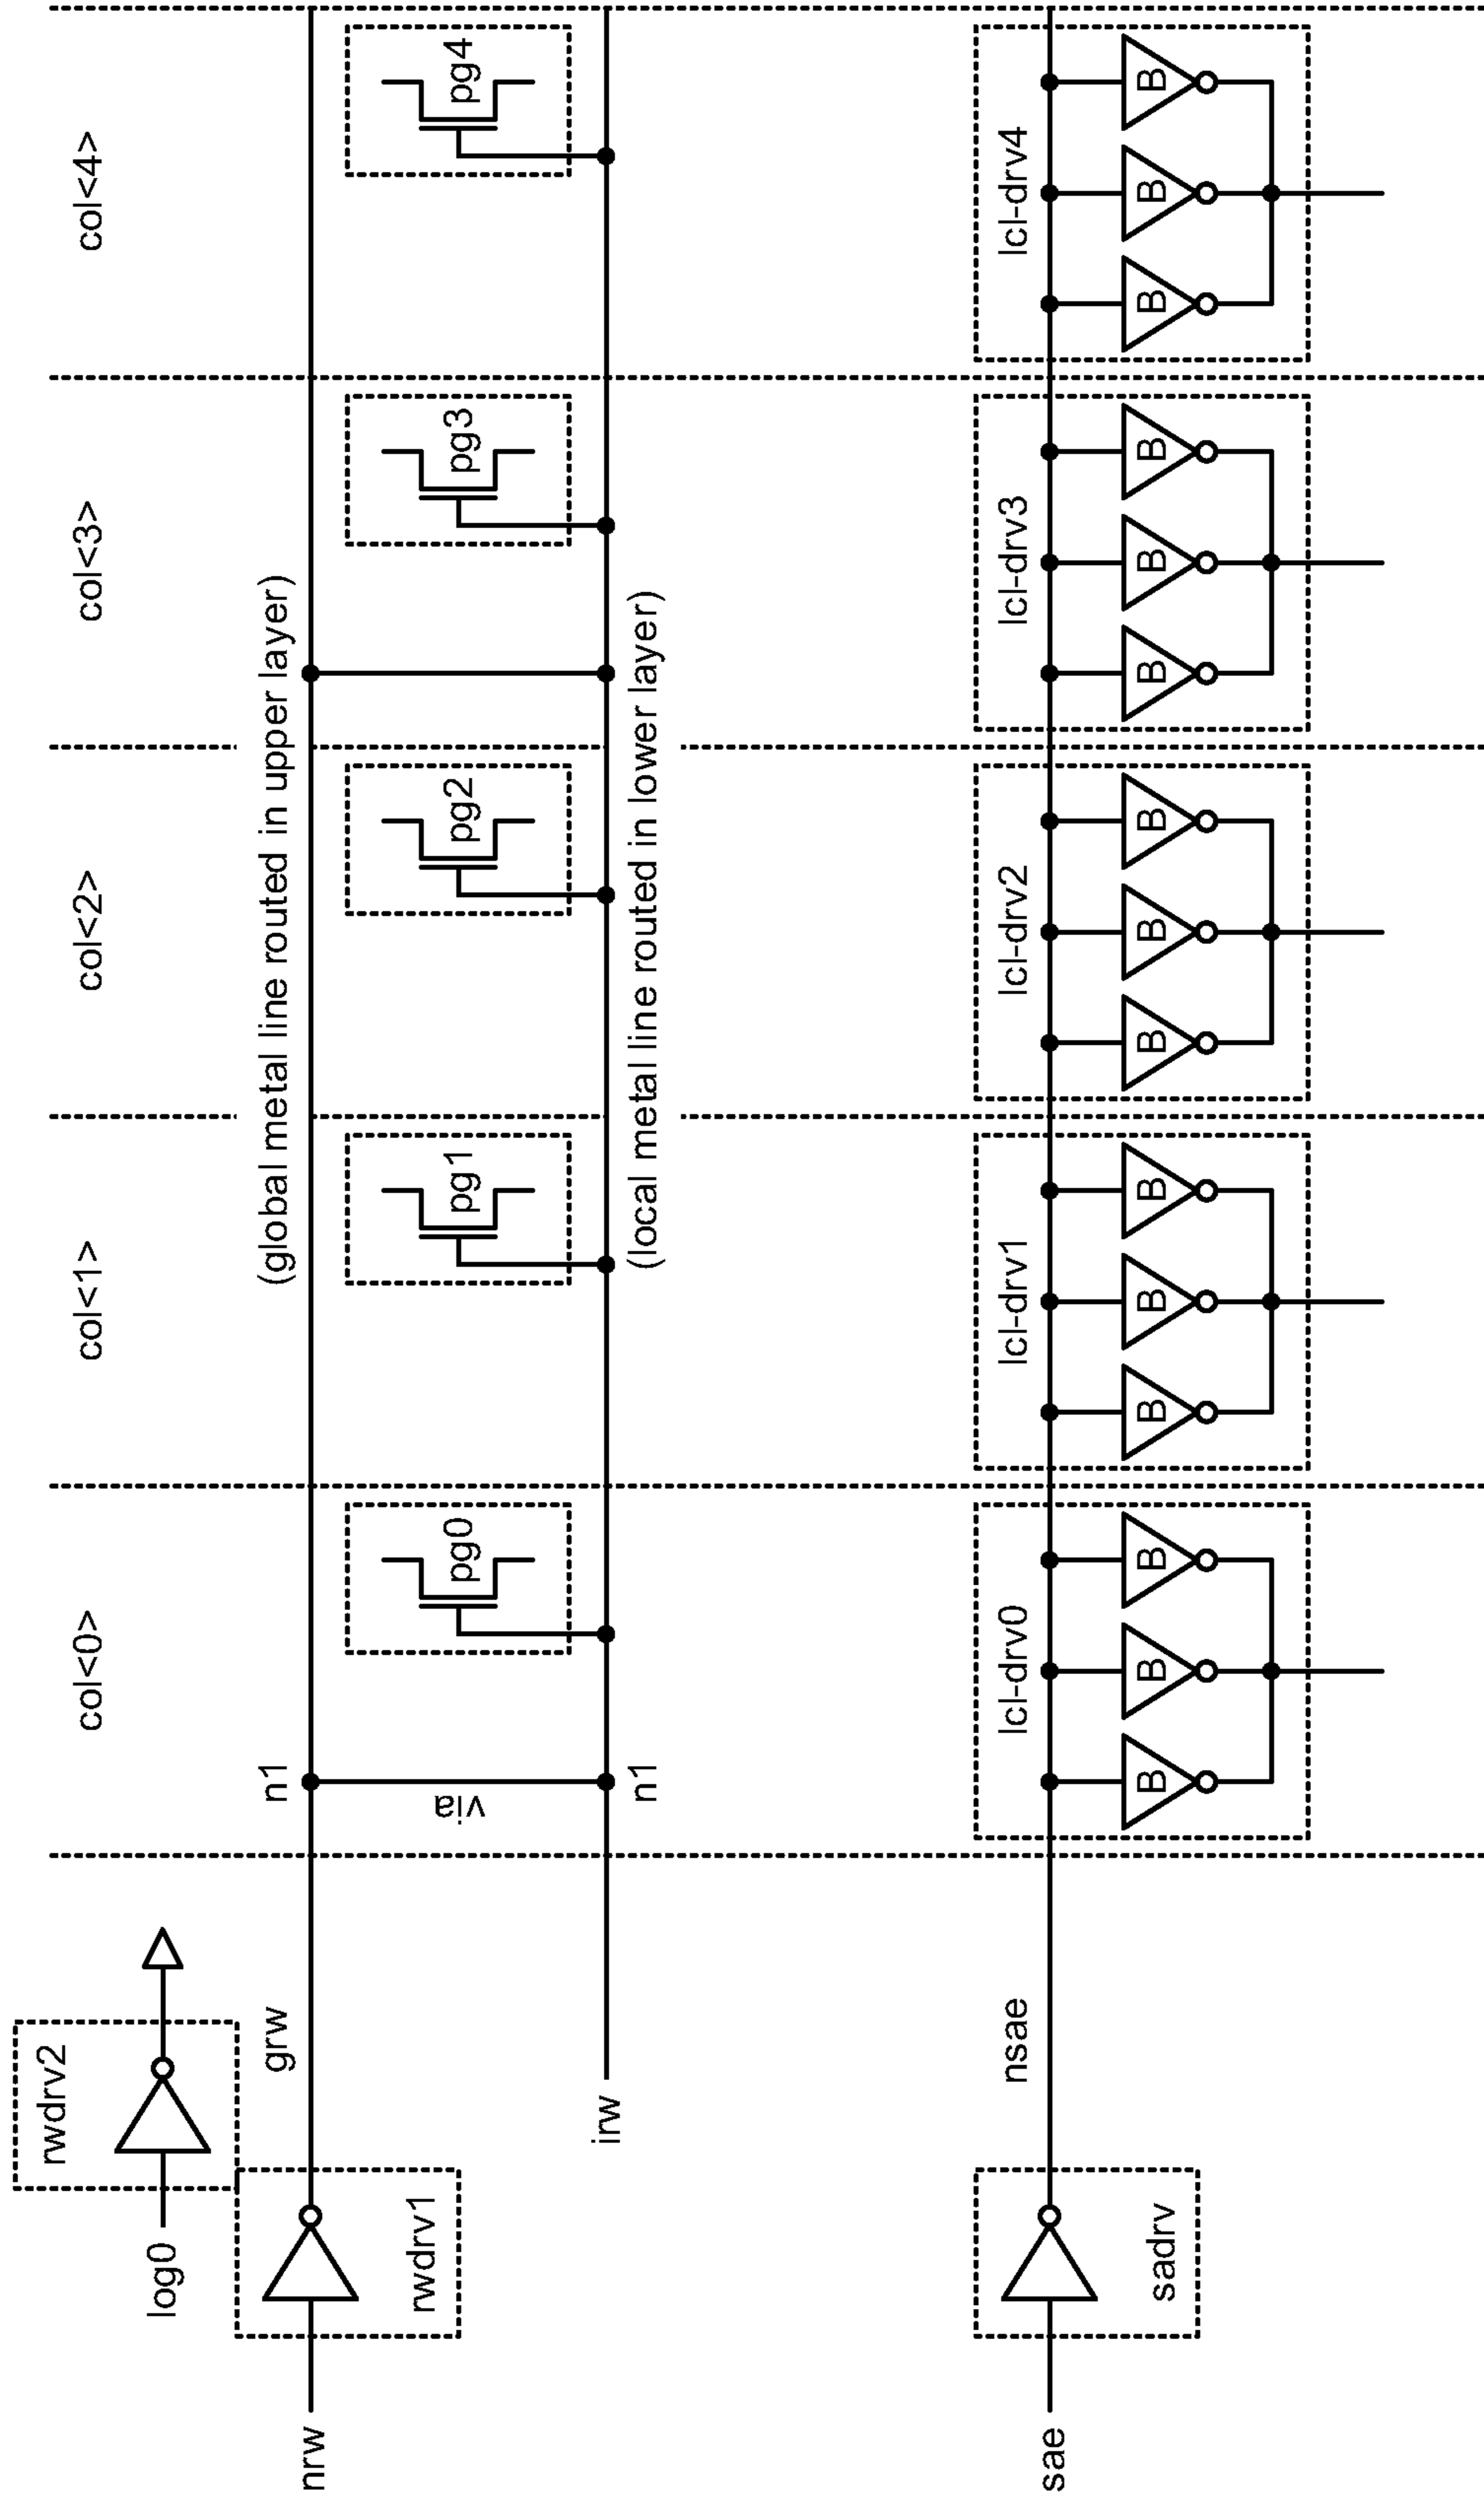 rwdrv2
col<0>
col<1>
col<2>
col<3>
col<4>
log0
grw
n1
(global metal line routed in upper layer)
nrw
rwdrv1
via
pg0
pg1
pg2
pg3
pg4
irw
n1
(local metal line routed in lower layer)
nsae
lcl-drv0
lcl-drv1
lcl-drv2
lcl-drv3
lcl-drv4
sae
sadrv
B B B
B B B
B B B
B B B
B B B